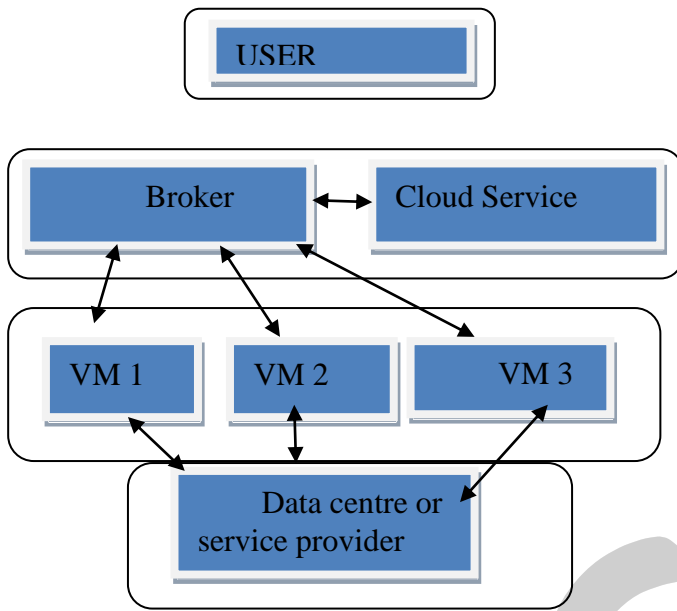 USER
Broker
Cloud Service
VM 1
VM 2
VM 3
Data centre or
service provider